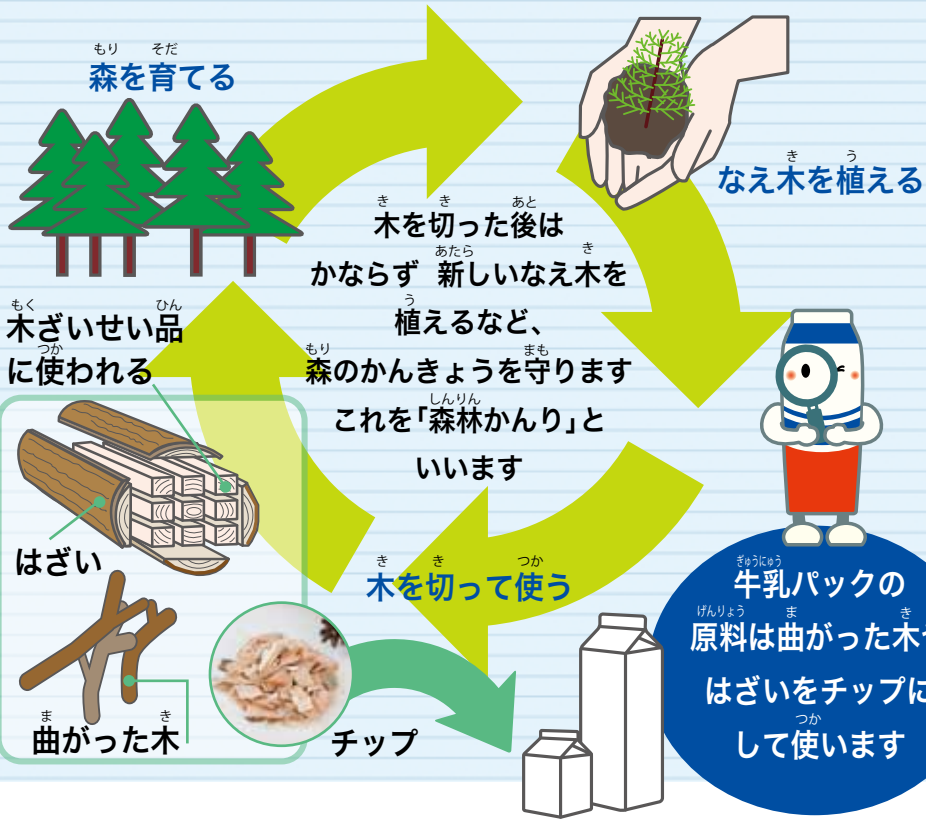 森を育てる
なえ木を植える
木を切った後は
かならず 新しいなえ木を
植えるなど、
森のかんきょうを守ります
これを「森林かんり」と
いいます
木ざいせい品
に使われる
はざい
曲がった木
木を切って使う
チップ
牛乳パックの
原料は曲がった木
はざいをチップに
して使います